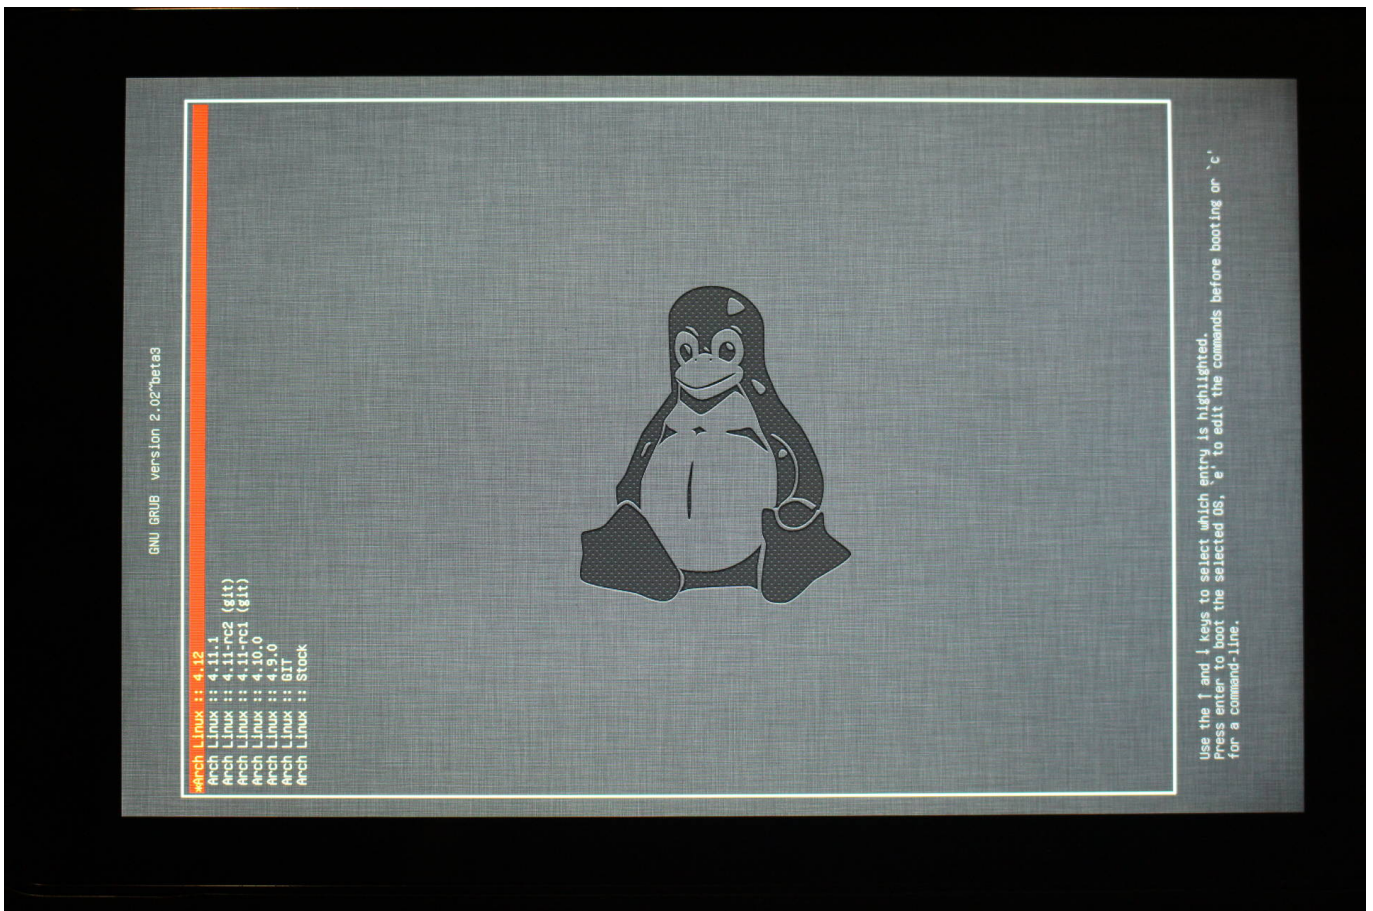 GNU GRUB  version 2.02~beta3
*Arch Linux :: 4.12
Arch Linux :: 4.11.1
Arch Linux :: 4.11-rc2 (git)
Arch Linux :: 4.11-rc1 (git)
Arch Linux :: 4.10.0
Arch Linux :: 4.9.0
Arch Linux :: GIT
Arch Linux :: Stock
Use the ↑ and ↓ keys to select which entry is highlighted.
Press enter to boot the selected OS, `e' to edit the commands before booting or `c'
for a command-line.